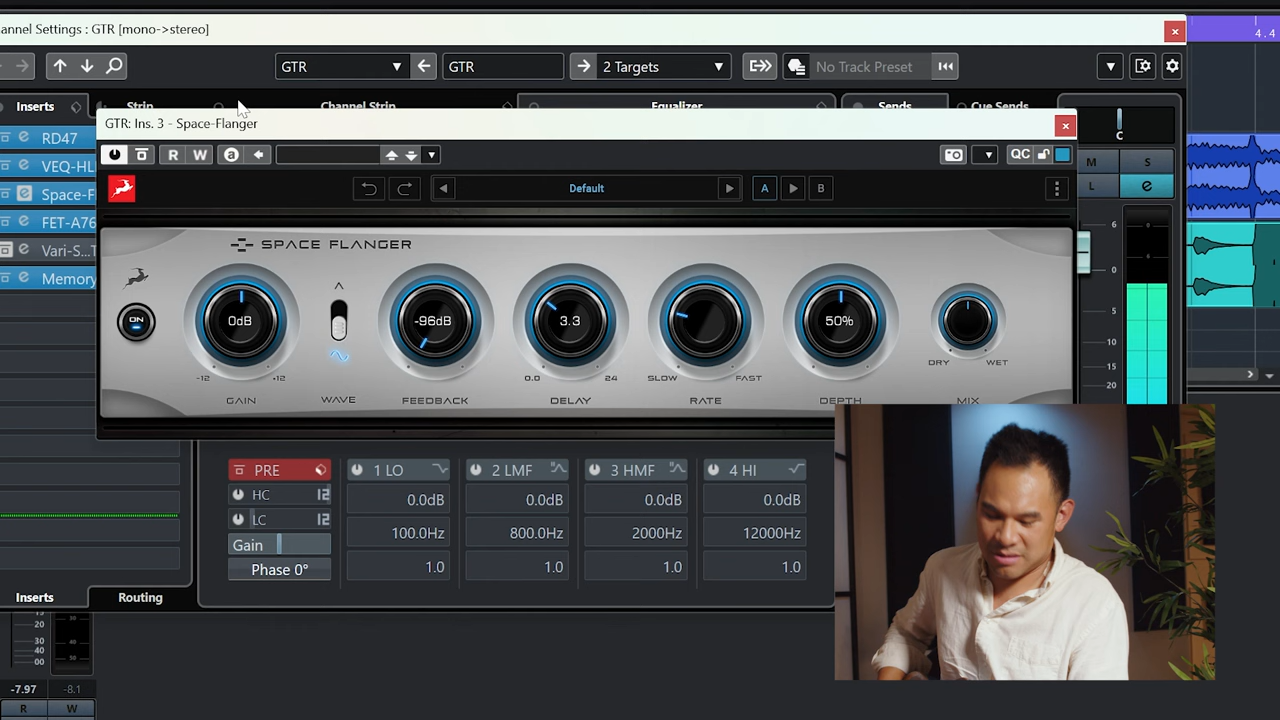 annel Settings : GTR [mono->stereo]
4.4
GTR
GTR
2 Targets
No Track Preset
Inserts
Strip
Channel Strip
Equalizer
Sends
Cue Sends
GTR: Ins. 3 - Space-Flanger
C
RD47
VEQ-HL
Space-F
FET-A76
Vari-S...T
Memory
R W
a
QC
M S
L e
Default
A
B
SPACE FLANGER
ON
0dB
-96dB
3.3
50%
-12 +12
0.0 24
SLOW FAST
DRY WET
GAIN
WAVE
FEEDBACK
DELAY
RATE
DEPTH
MIX
6
0
5
10
15
20
PRE
1 LO
2 LMF
3 HMF
4 HI
HC 12
0.0dB
0.0dB
0.0dB
0.0dB
LC 12
100.0Hz
800.0Hz
2000Hz
12000Hz
Gain
Phase 0°
1.0
1.0
1.0
1.0
Inserts
Routing
20
30
40
00
-7.97
-8.1
R W